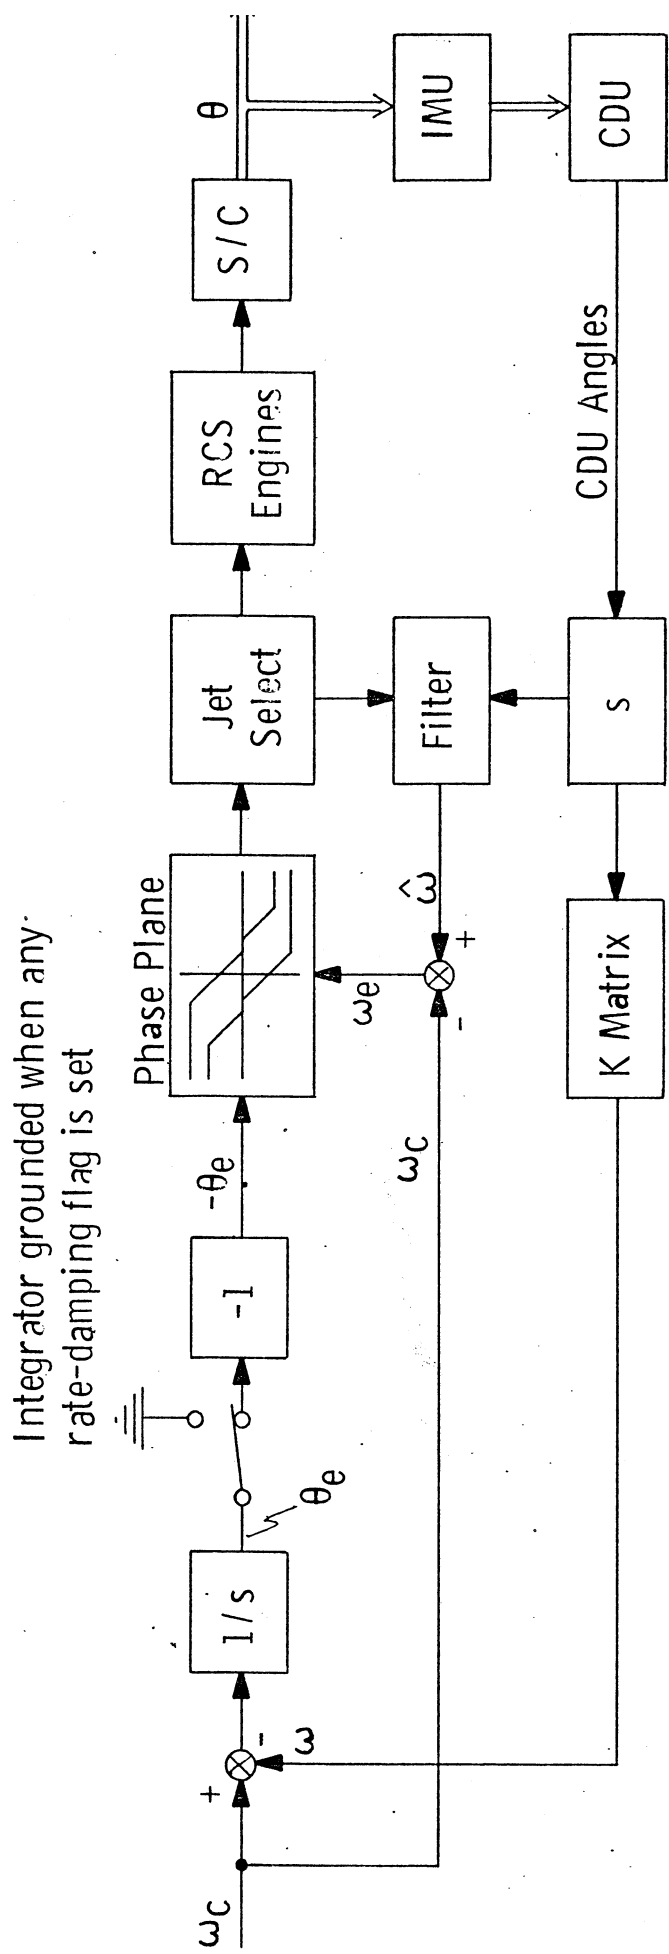 Integrator grounded when any
rate-damping flag is set
Phase Plane
ωc
+
-
ω
1/s
θe
-1
-θe
ωe
Jet
Select
RCS
Engines
S/C
θ
ωc
-
+
ω̂
Filter
IMU
CDU
K Matrix
s
CDU Angles